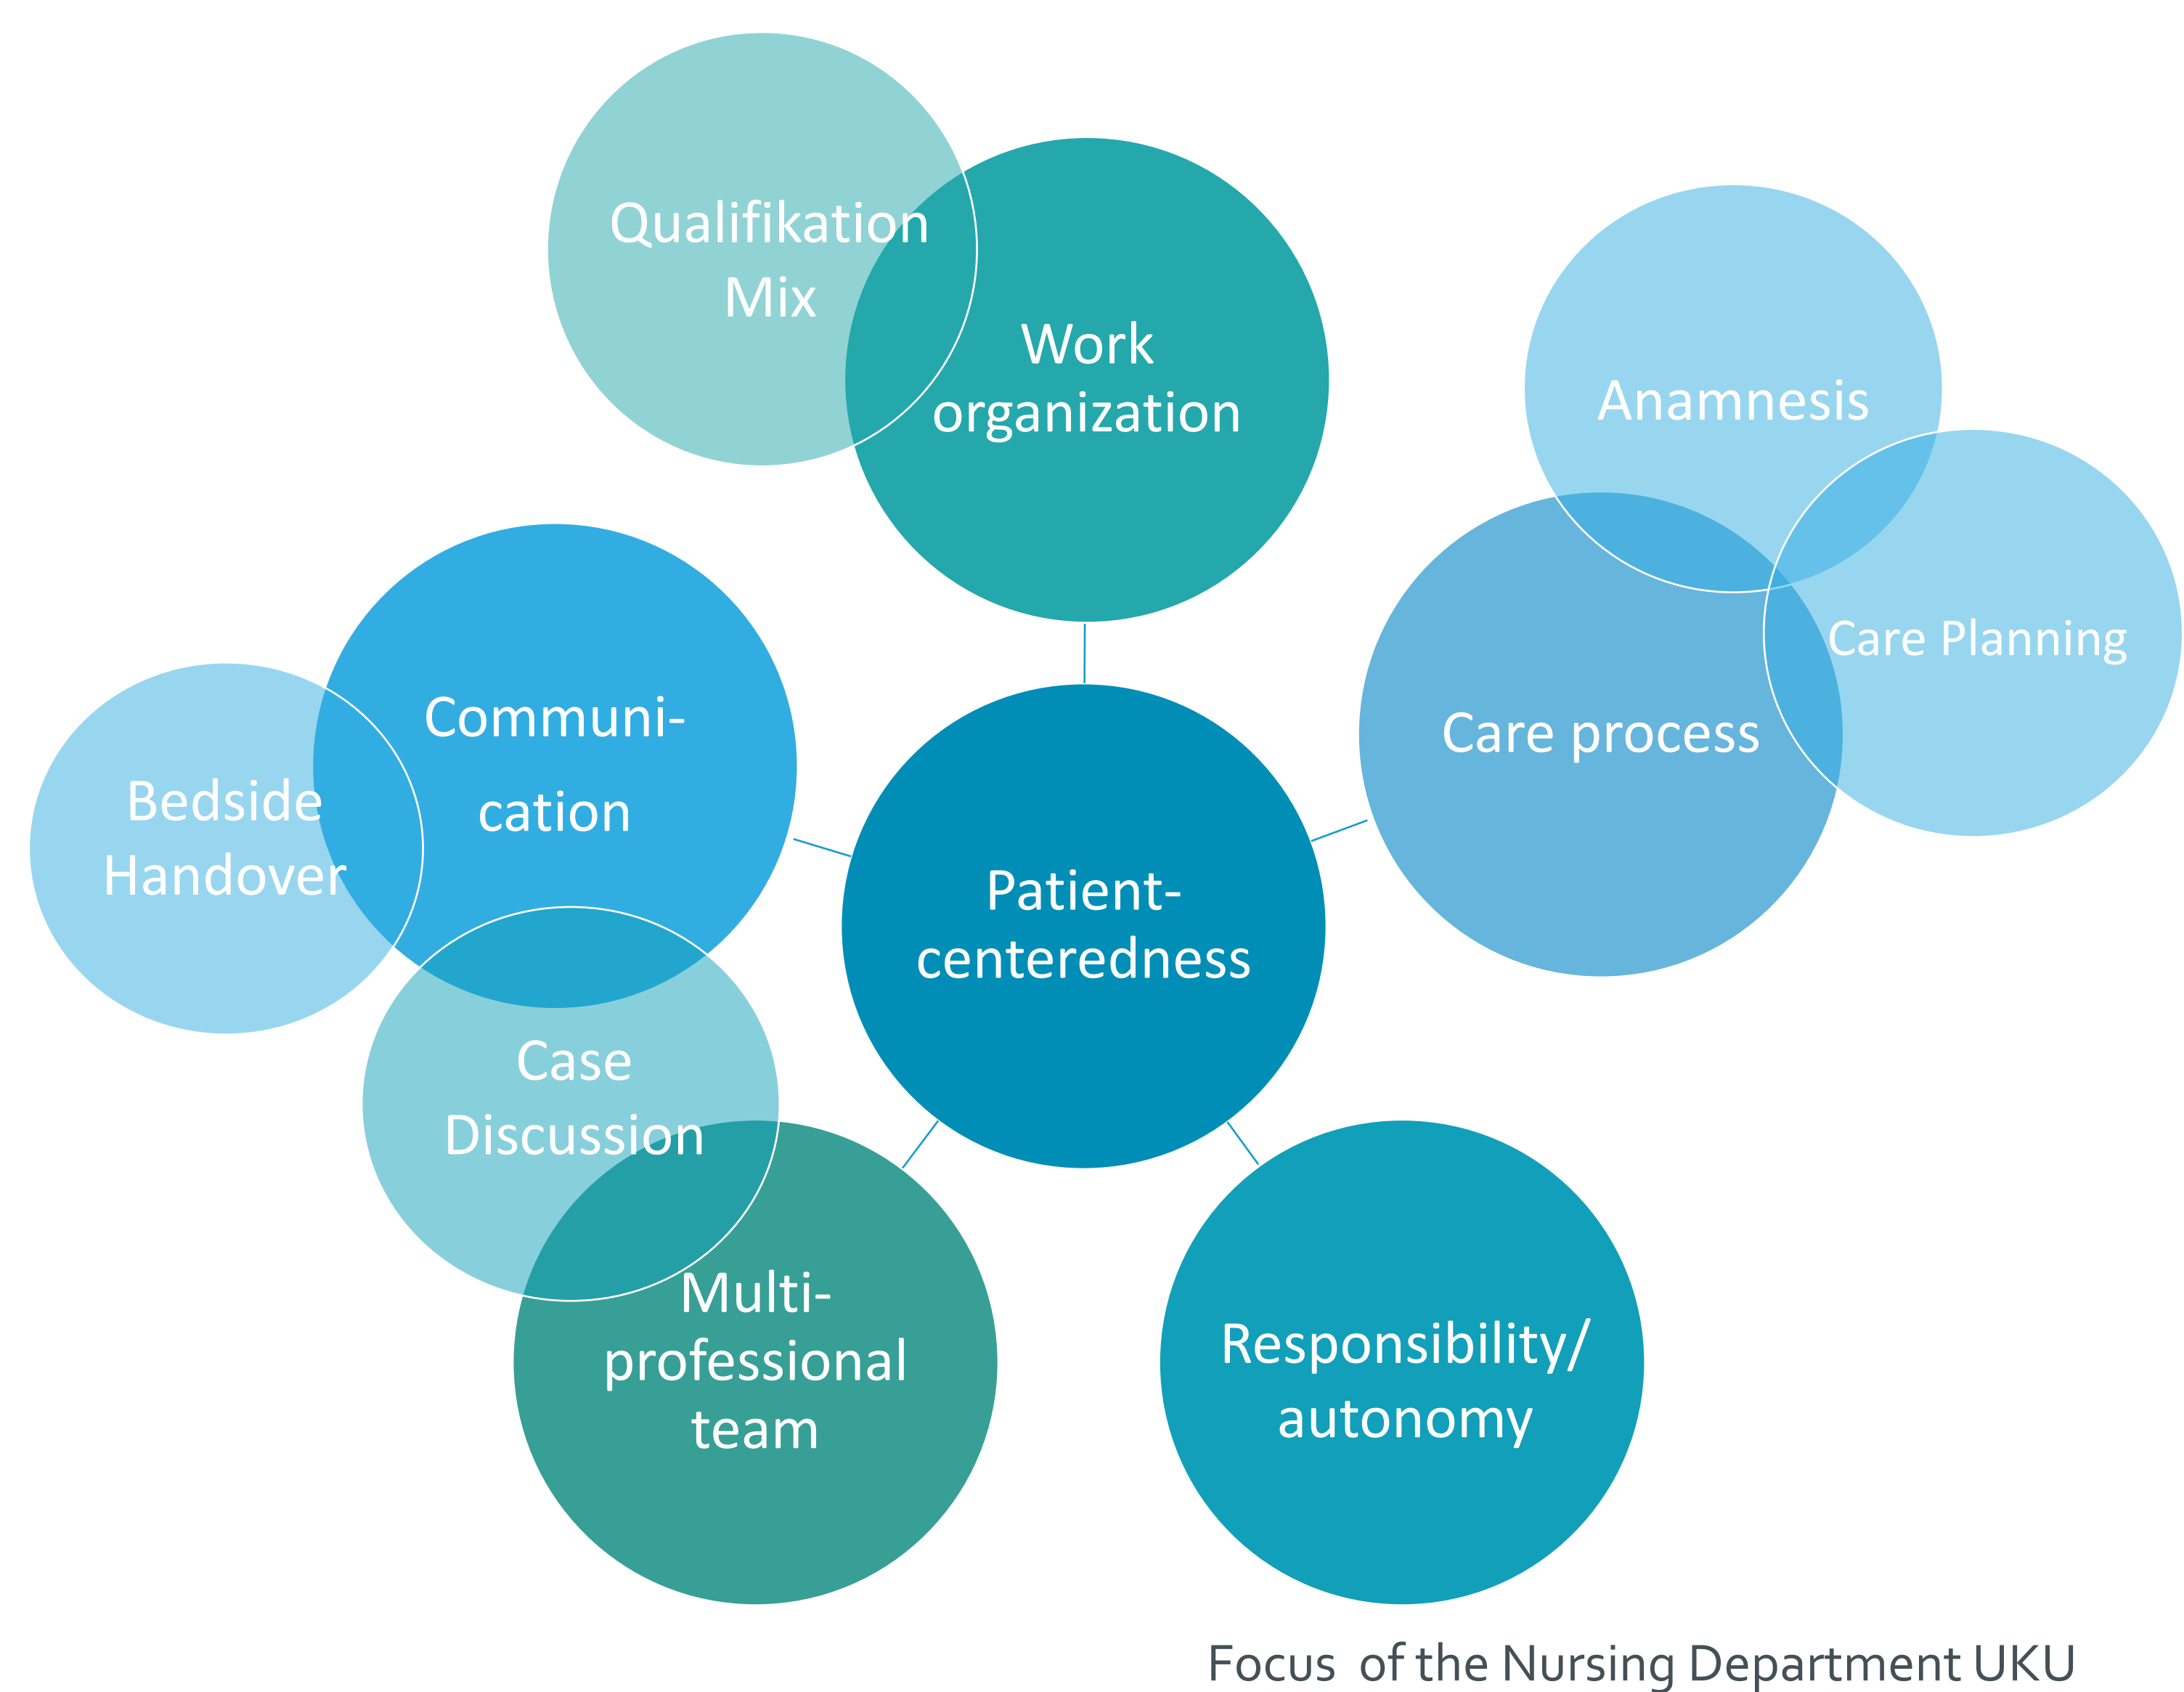 Qualifikation
Mix
Work
organization
Anamnesis
Care Planning
Care process
Communi-
cation
Bedside
Handover
Patient-
centeredness
Case
Discussion
Multi-
professional
team
Responsibility/
autonomy
Focus of the Nursing Department UKU